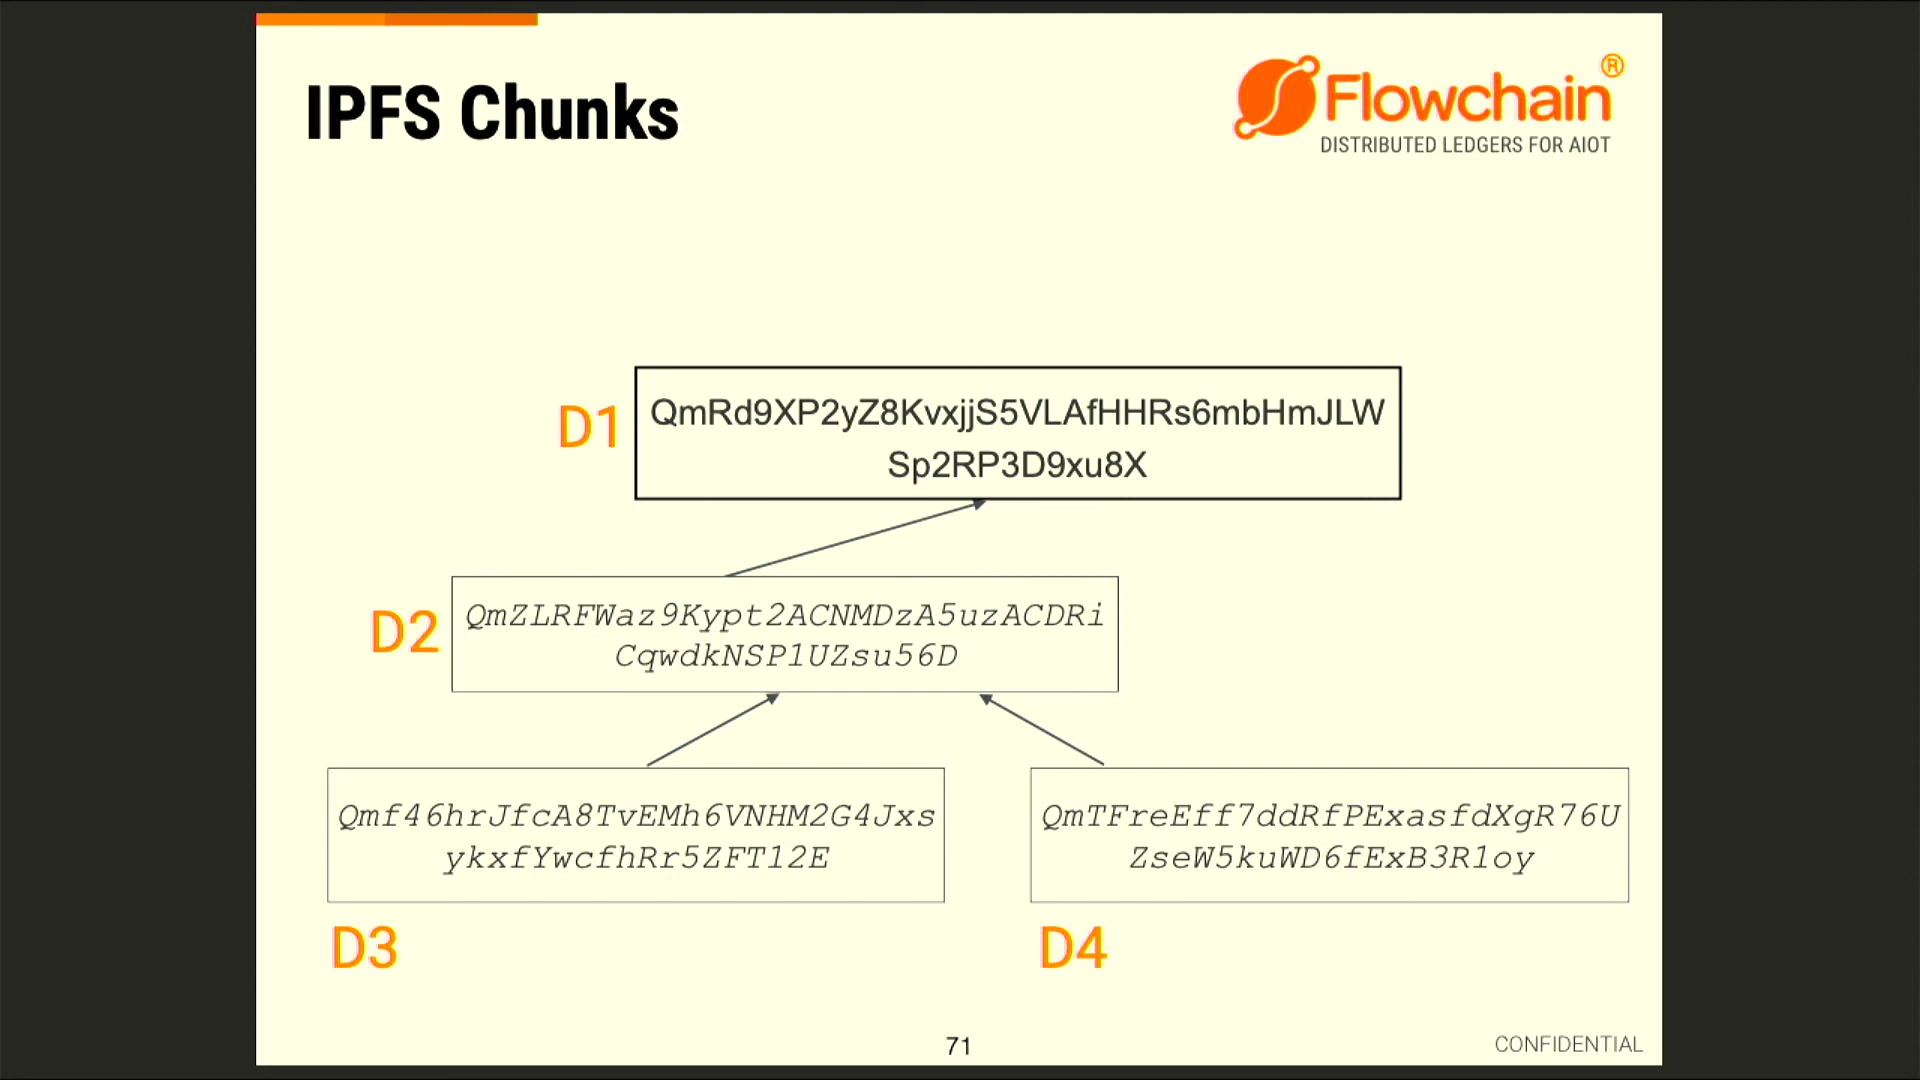 IPFS Chunks
Flowchain®
DISTRIBUTED LEDGERS FOR AIOT
D1
QmRd9XP2yZ8KvxjjS5VLAfHHRs6mbHmJLW
Sp2RP3D9xu8X
D2
QmZLRFWaz9Kypt2ACNMDzA5uzACDRi
CqwdkNSP1UZsu56D
Qmf46hrJfcA8TvEMh6VNHM2G4Jxs
ykxfYwcfhRr5ZFT12E
QmTFreEff7ddRfPExasfdXgR76U
ZseW5kuWD6fExB3R1oy
D3
D4
71
CONFIDENTIAL